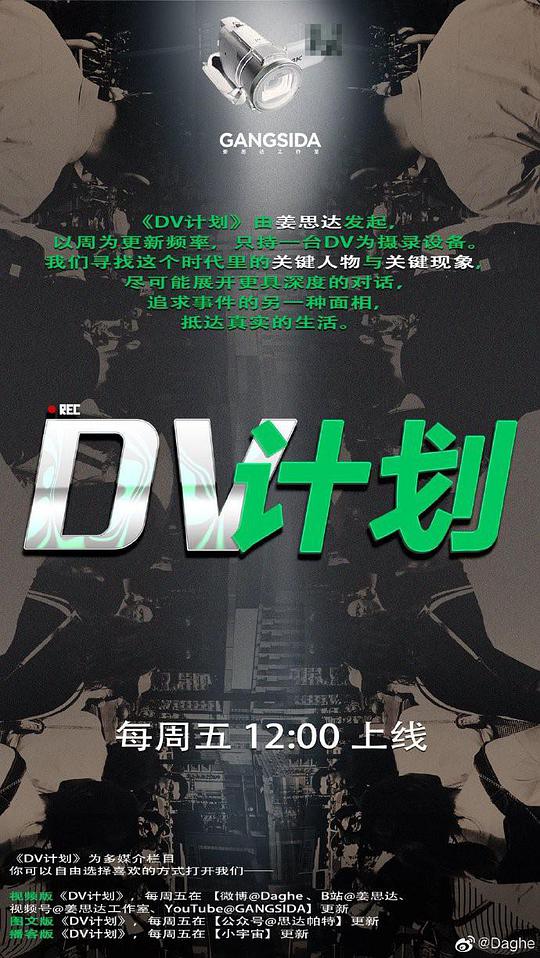 4K
GANGSIDA
姜思达工作室
《DV计划》由姜思达发起,
以周为更新频率，只持一台DV为摄录设备。
我们寻找这个时代里的关键人物与关键现象,
尽可能展开更具深度的对话,
追求事件的另一种面相,
抵达真实的生活。
REC
DV计划
每周五 12:00 上线
《DV计划》为多媒介栏目
你可以自由选择喜欢的方式打开我们——
视频版《DV计划》, 每周五在【微博@Daghe 、B站@姜思达、
视频号@姜思达工作室、YouTube@GANGSIDA】更新
图文版《DV计划》, 每周五在【公众号@思达帕特】更新
播客版《DV计划》, 每周五在【小宇宙】更新
@Daghe